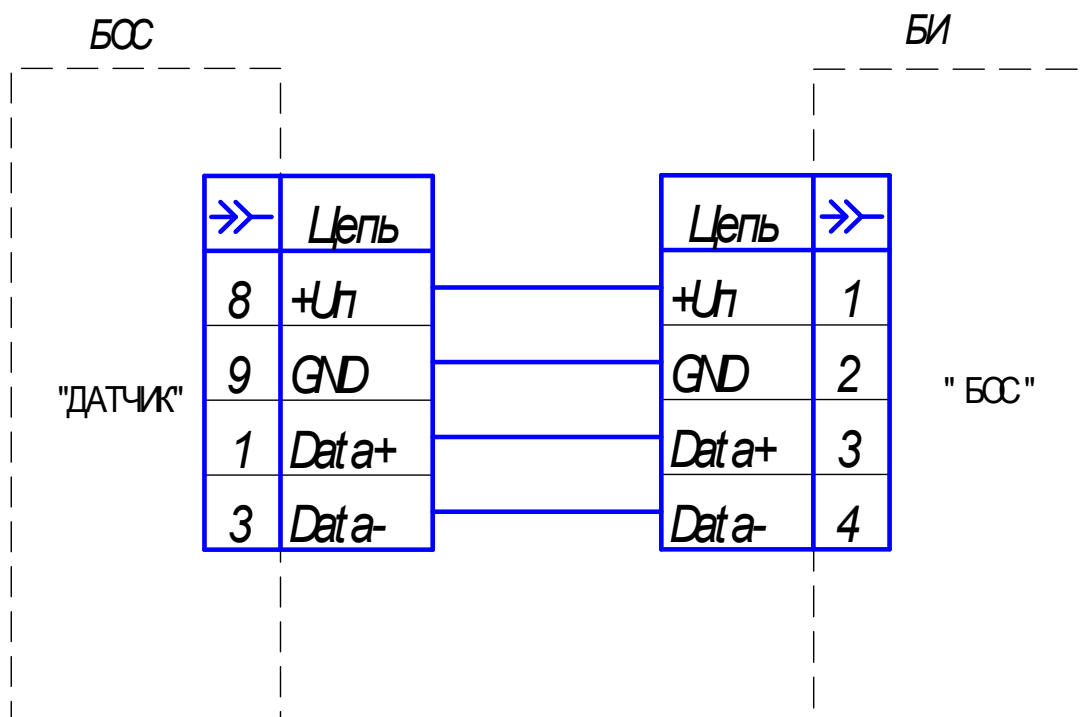 БОС БИ
Цепь Цепь
8 +Uп +Uп 1
9 GND GND 2
"ДАТЧИК" " БОС"
1 Data+ Data+ 3
3 Data- Data- 4